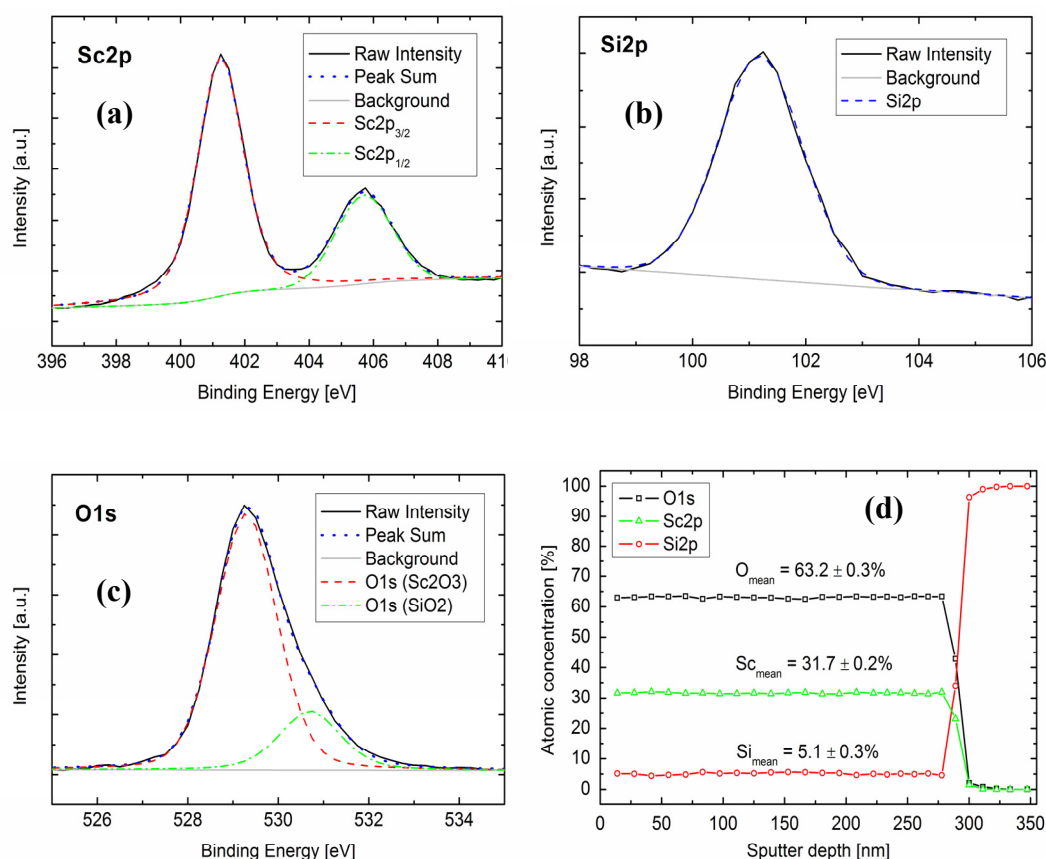 Sc2p
(a)
Raw Intensity
Peak Sum
Background
Sc2p3/2
Sc2p1/2
Intensity [a.u.]
396 398 400 402 404 406 408 410
Binding Energy [eV]
Si2p
(b)
Raw Intensity
Background
Si2p
Intensity [a.u.]
98 100 102 104 106
Binding Energy [eV]
O1s
(c)
Raw Intensity
Peak Sum
Background
O1s (Sc2O3)
O1s (SiO2)
Intensity [a.u.]
526 528 530 532 534
Binding Energy [eV]
O1s
Sc2p
Si2p
(d)
Omean = 63.2 ± 0.3%
Scmean = 31.7 ± 0.2%
Simean = 5.1 ± 0.3%
Atomic concentration [%]
100
90
80
70
60
50
40
30
20
10
0
0 50 100 150 200 250 300 350
Sputter depth [nm]